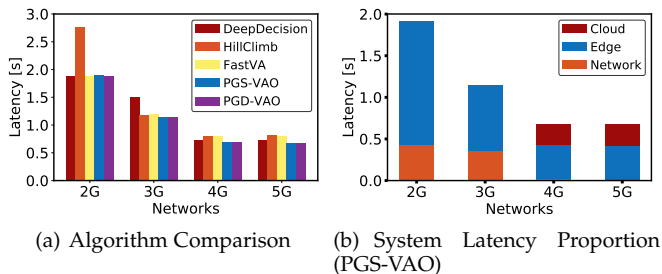 3.0
2.5
2.0
1.5
1.0
0.5
0.0
Latency [s]
DeepDecision
HillClimb
FastVA
PGS-VAO
PGD-VAO
2G 3G 4G 5G
Networks
(a) Algorithm Comparison
2.0
1.5
1.0
0.5
0.0
Latency [s]
Cloud
Edge
Network
2G 3G 4G 5G
Networks
(b) System Latency Proportion
(PGS-VAO)